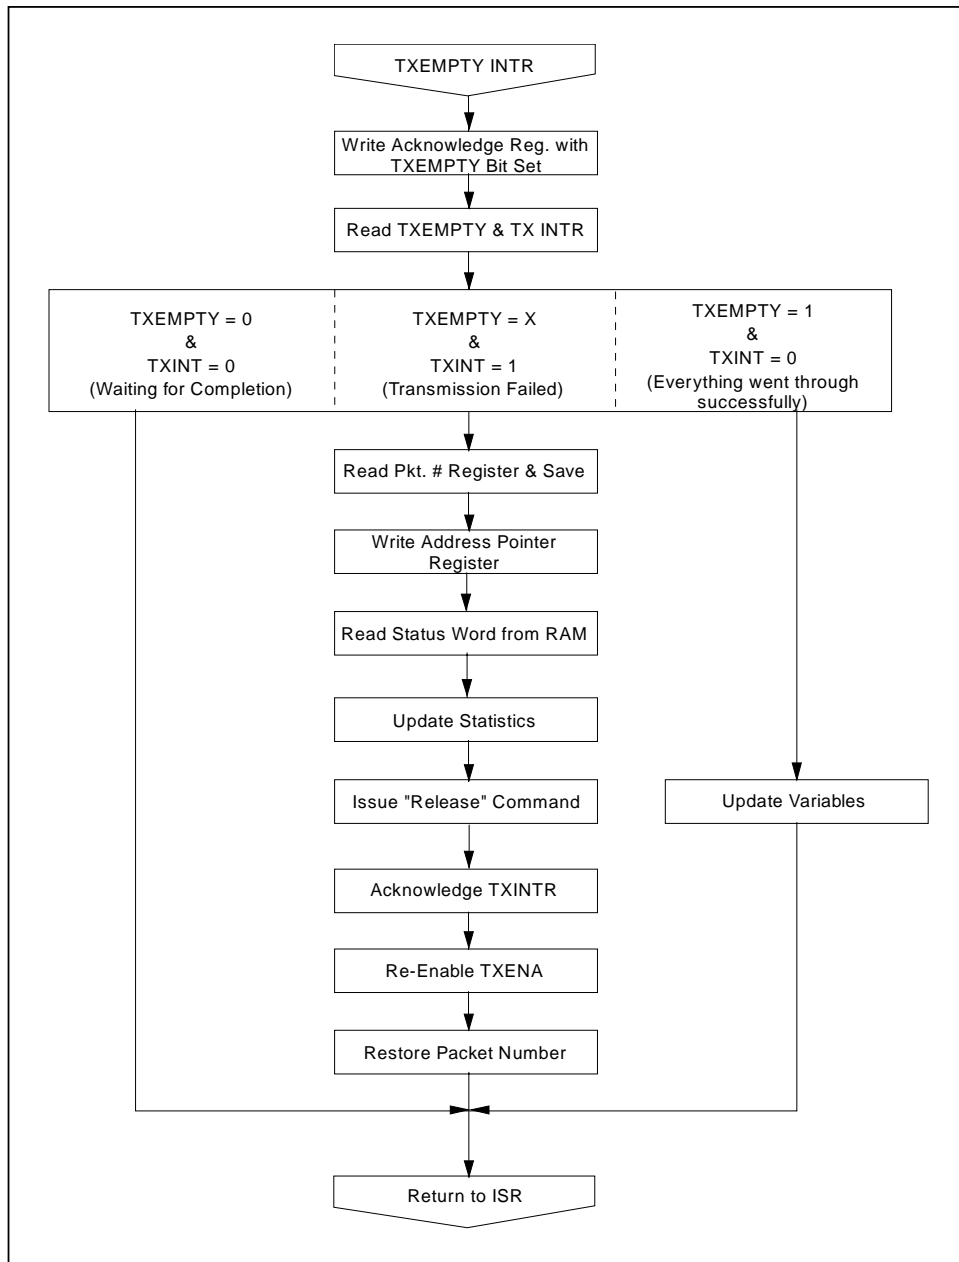 TXEMPTY INTR
Write Acknowledge Reg. with
TXEMPTY Bit Set
Read TXEMPTY & TX INTR
TXEMPTY = 0
&
TXINT = 0
(Waiting for Completion)
TXEMPTY = X
&
TXINT = 1
(Transmission Failed)
TXEMPTY = 1
&
TXINT = 0
(Everything went through
successfully)
Read Pkt. # Register & Save
Write Address Pointer
Register
Read Status Word from RAM
Update Statistics
Issue "Release" Command
Update Variables
Acknowledge TXINTR
Re-Enable TXENA
Restore Packet Number
Return to ISR